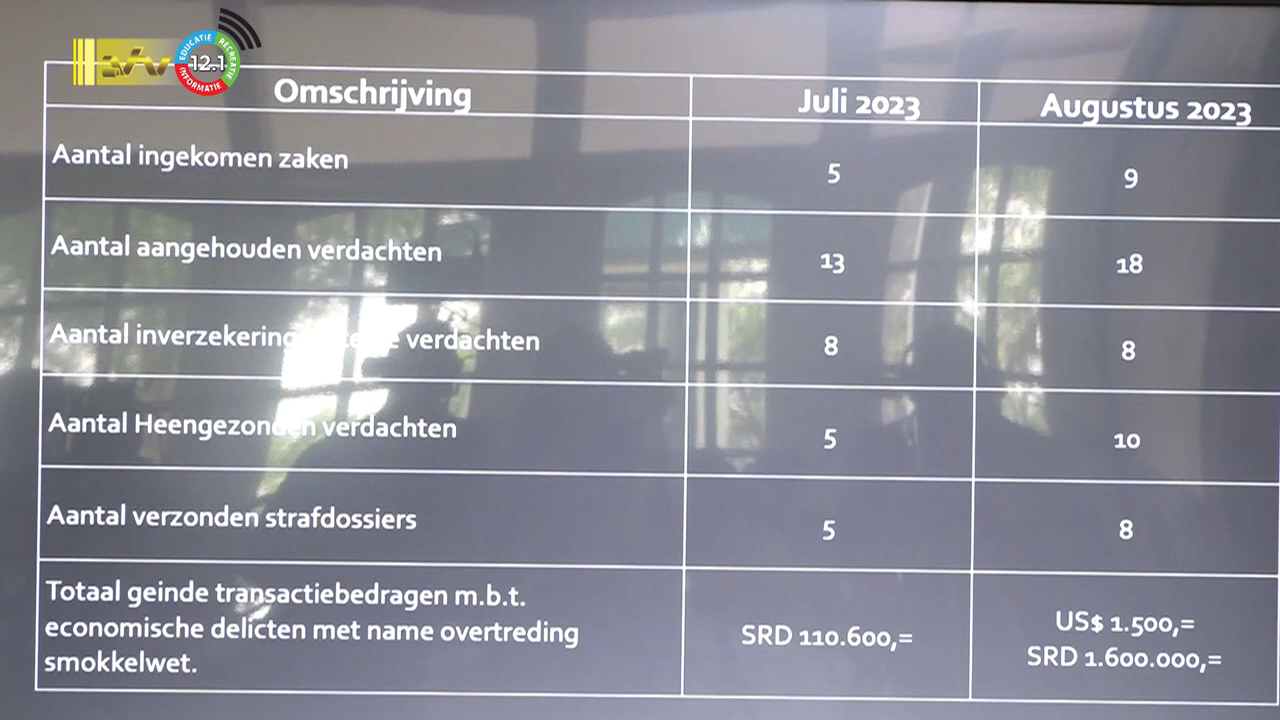 EDUCATIE
RECREATIE
INFORMATIE
12.1
Omschrijving
Juli 2023
Augustus 2023
Aantal ingekomen zaken
5
9
Aantal aangehouden verdachten
13
18
Aantal verdachten
8
8
Aantal Heengezonden verdachten
5
10
Aantal verzonden strafdossiers
5
8
Totaal geinde transactiebedragen m.b.t.
economische delicten met name overtreding
smokkelwet.
SRD 110.600,=
US$ 1.500,=
SRD 1.600.000,=